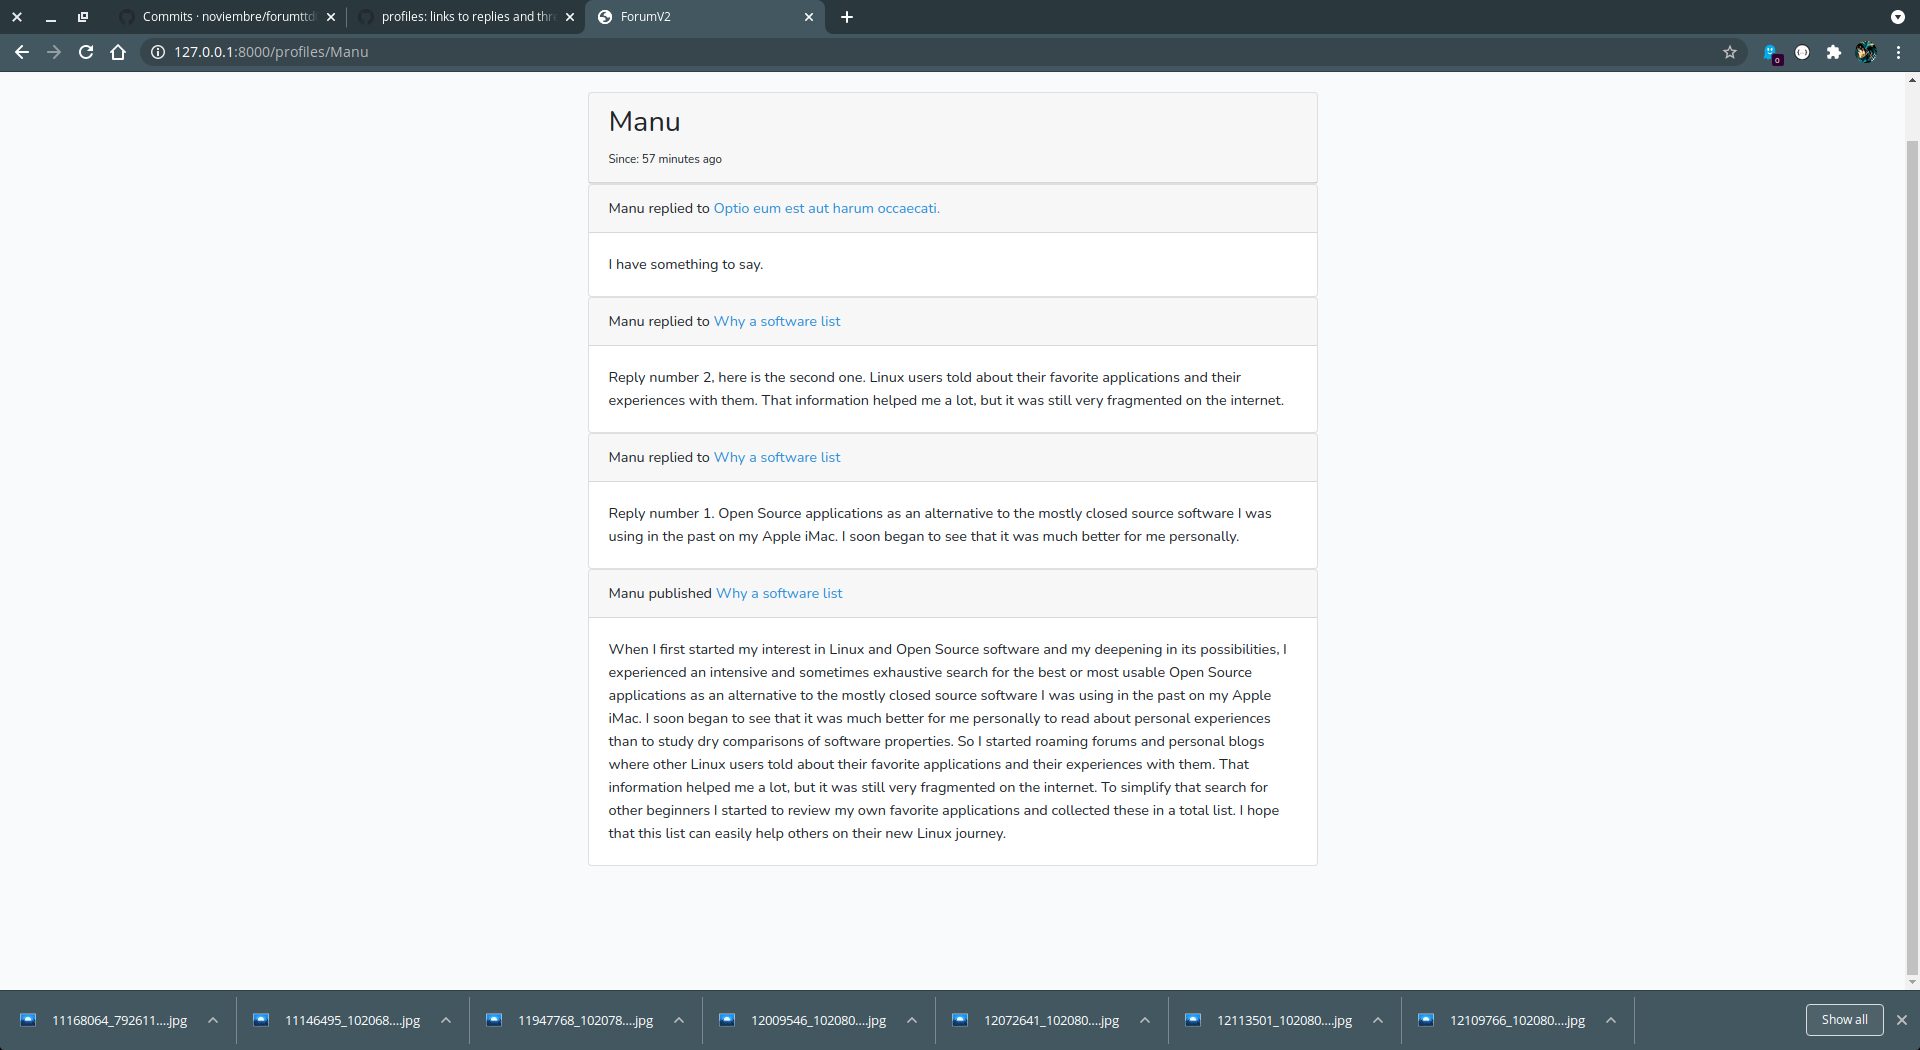 Commits · noviembre/forumttd
profiles: links to replies and thre
ForumV2
127.0.0.1:8000/profiles/Manu
0
Manu
Since: 57 minutes ago
Manu replied to Optio eum est aut harum occaecati.
I have something to say.
Manu replied to Why a software list
Reply number 2, here is the second one. Linux users told about their favorite applications and their
experiences with them. That information helped me a lot, but it was still very fragmented on the internet.
Manu replied to Why a software list
Reply number 1. Open Source applications as an alternative to the mostly closed source software I was
using in the past on my Apple iMac. I soon began to see that it was much better for me personally.
Manu published Why a software list
When I first started my interest in Linux and Open Source software and my deepening in its possibilities, I
experienced an intensive and sometimes exhaustive search for the best or most usable Open Source
applications as an alternative to the mostly closed source software I was using in the past on my Apple
iMac. I soon began to see that it was much better for me personally to read about personal experiences
than to study dry comparisons of software properties. So I started roaming forums and personal blogs
where other Linux users told about their favorite applications and their experiences with them. That
information helped me a lot, but it was still very fragmented on the internet. To simplify that search for
other beginners I started to review my own favorite applications and collected these in a total list. I hope
that this list can easily help others on their new Linux journey.
11168064_792611....jpg
11146495_102068....jpg
11947768_102078....jpg
12009546_102080....jpg
12072641_102080....jpg
12113501_102080....jpg
12109766_102080....jpg
Show all